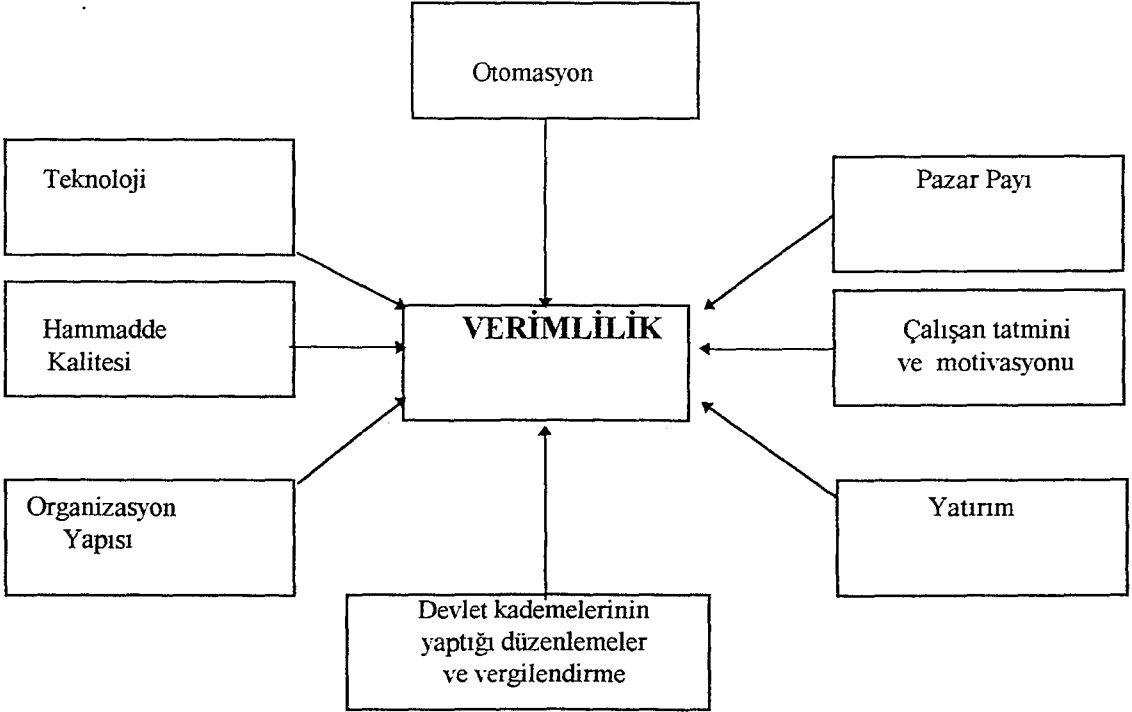 Otomasyon
Teknoloji
Pazar Payı
Hammadde
Kalitesi
VERİMLİLİK
Çalışan tatmini
ve motivasyonu
Organizasyon
Yapısı
Yatırım
Devlet kademelerinin
yaptığı düzenlemeler
ve vergilendirme